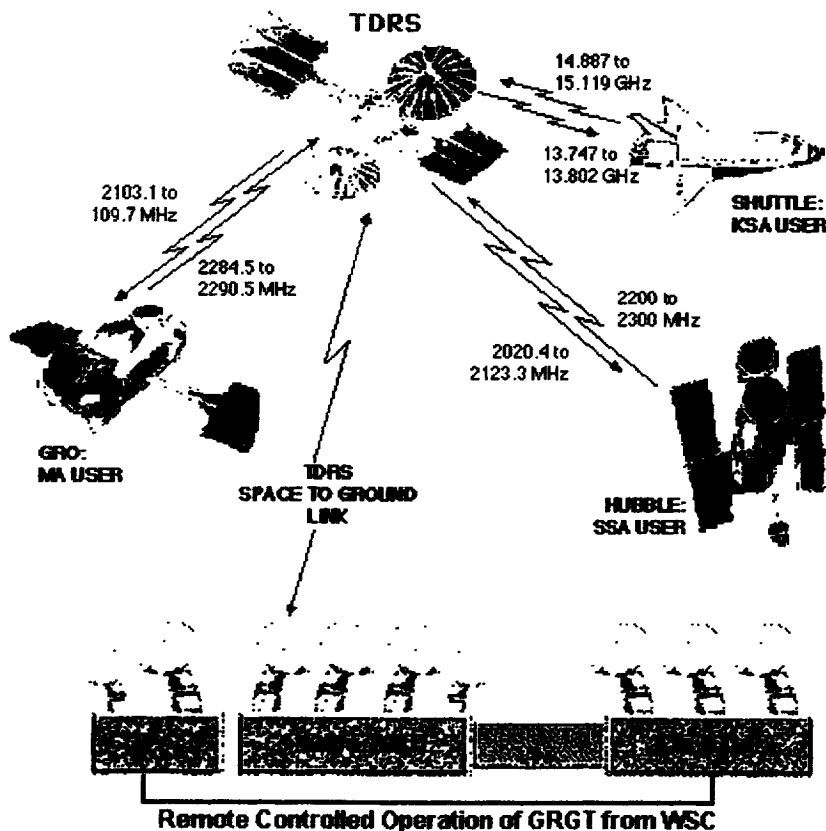 TDRS
14.887 to
15.119 GHz
13.747 to
13.802 GHz
SHUTTLE:
KSA USER
2103.1 to
109.7 MHz
2284.5 to
2290.5 MHz
2200 to
2300 MHz
2020.4 to
2123.3 MHz
GRO:
MA USER
TDRS
SPACE TO GROUND
LINK
HUBBLE:
SSA USER
Remote Controlled Operation of GRGT from WSC